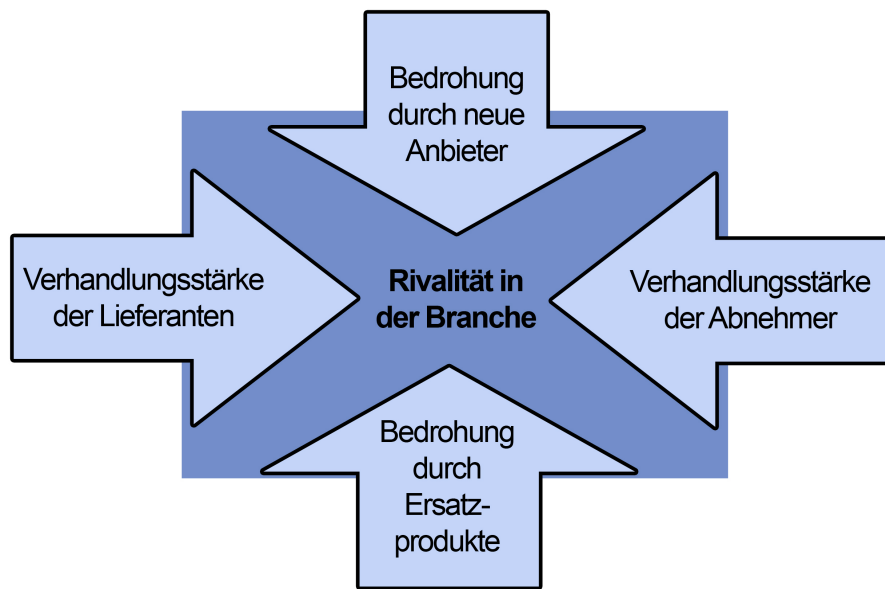 Bedrohung
durch neue
Anbieter
Verhandlungsstärke
der Lieferanten
Rivalität in
der Branche
Verhandlungsstärke
der Abnehmer
Bedrohung
durch
Ersatz-
produkte